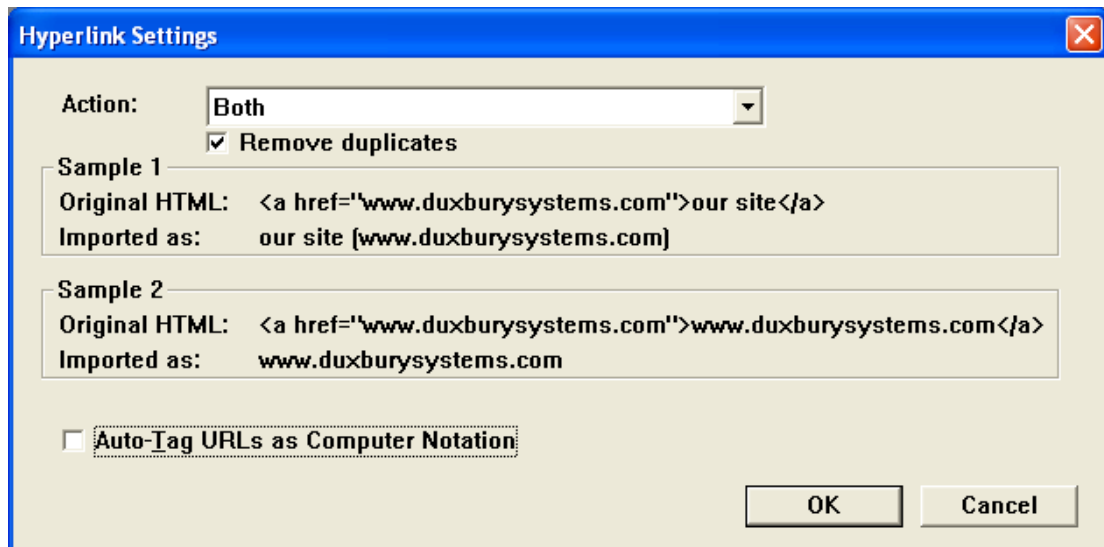 Hyperlink Settings
Action: Both
Remove duplicates
Sample 1
Original HTML: <a href="www.duxburysystems.com">our site</a>
Imported as: our site (www.duxburysystems.com)
Sample 2
Original HTML: <a href="www.duxburysystems.com">www.duxburysystems.com</a>
Imported as: www.duxburysystems.com
Auto-Tag URLs as Computer Notation
OK Cancel